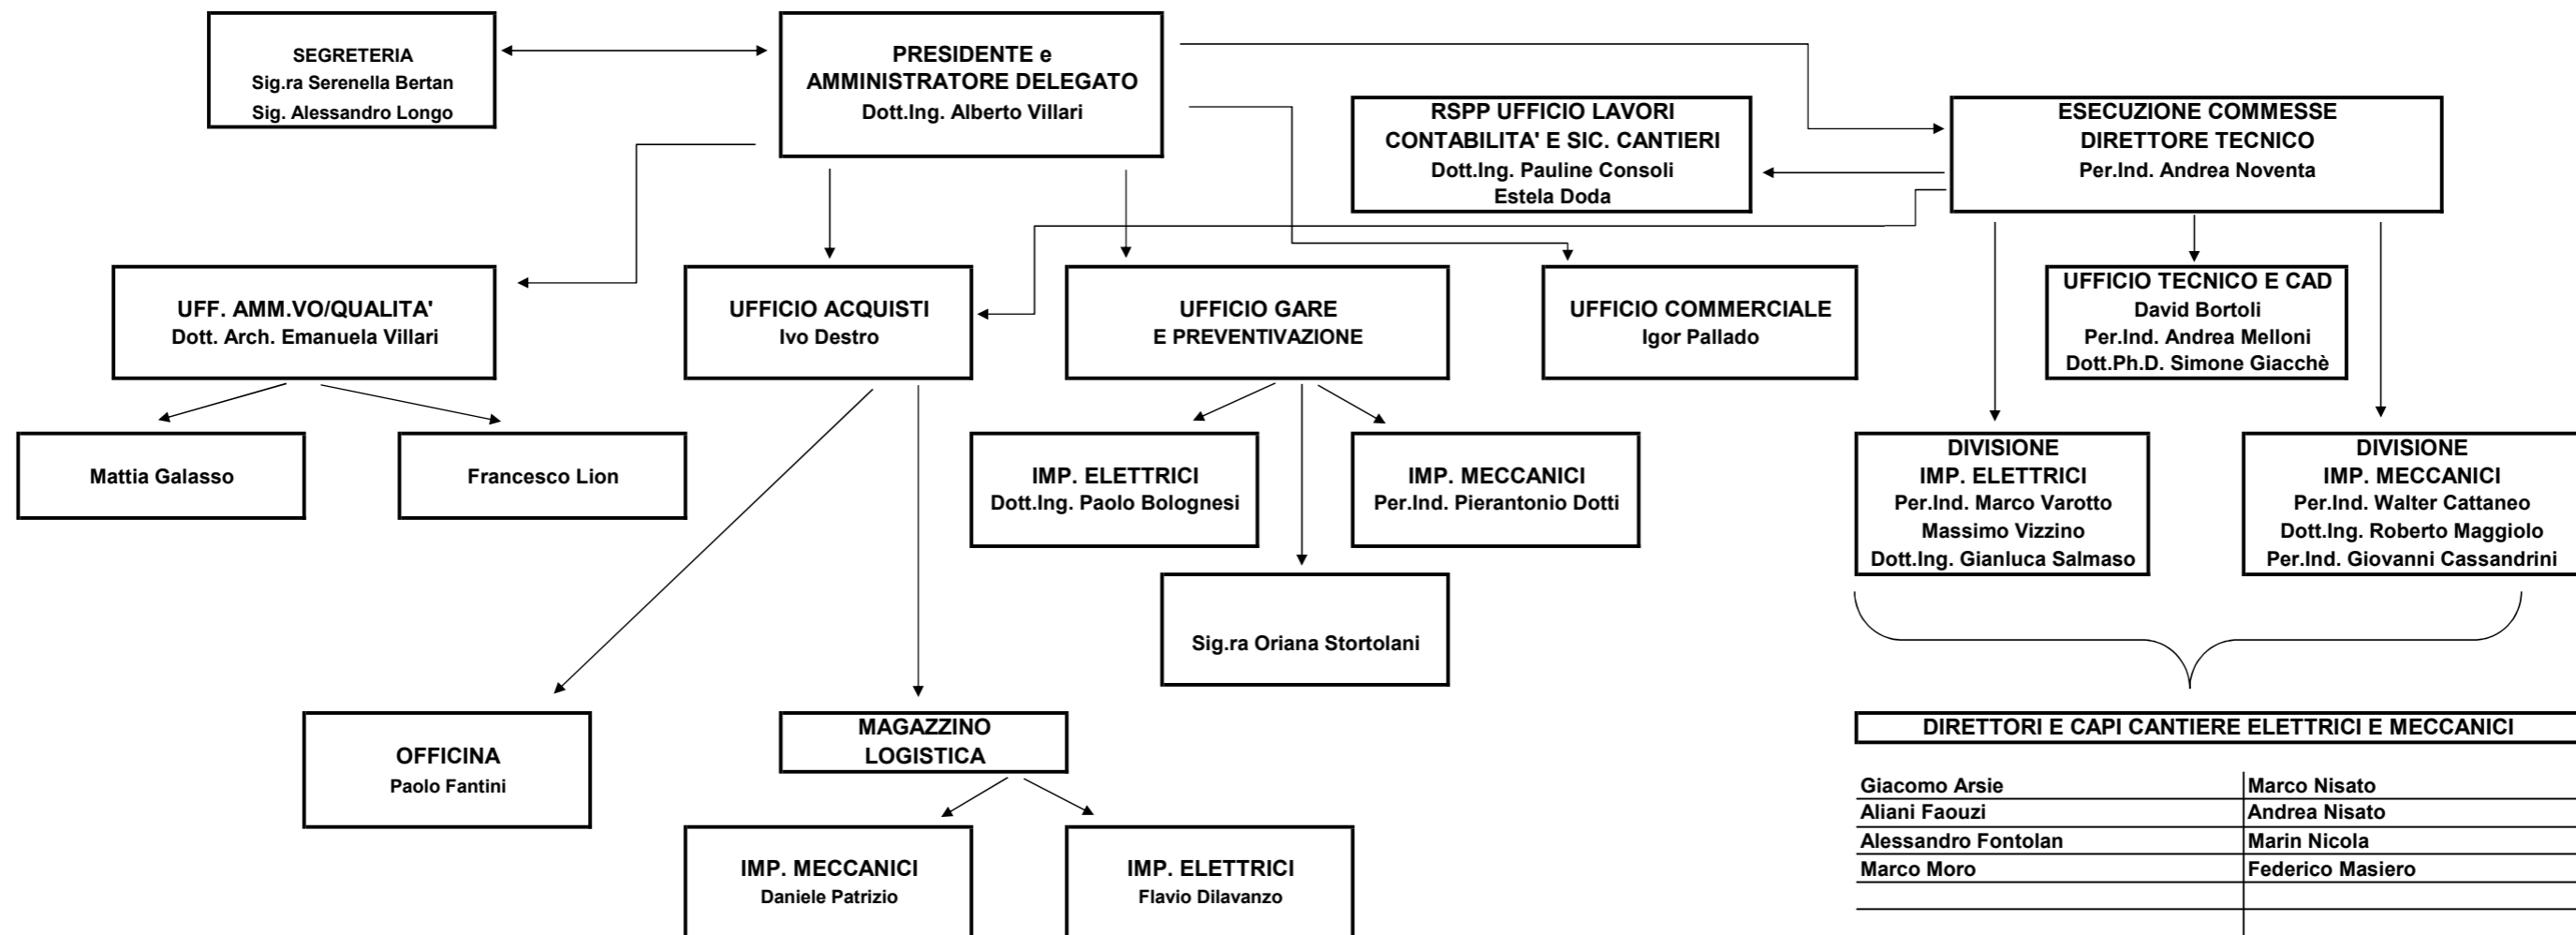 SEGRETERIA
Sig.ra Serenella Bertan
Sig. Alessandro Longo
PRESIDENTE e
AMMINISTRATORE DELEGATO
Dott.Ing. Alberto Villari
RSPP UFFICIO LAVORI
CONTABILITA' E SIC. CANTIERI
Dott.Ing. Pauline Consoli
Estela Doda
ESECUZIONE COMMESSE
DIRETTORE TECNICO
Per.Ind. Andrea Noventa
UFF. AMM.VO/QUALITA'
Dott. Arch. Emanuela Villari
UFFICIO ACQUISTI
Ivo Destro
UFFICIO GARE
E PREVENTIVAZIONE
UFFICIO COMMERCIALE
Igor Pallado
UFFICIO TECNICO E CAD
David Bortoli
Per.Ind. Andrea Melloni
Dott.Ph.D. Simone Giacchè
Mattia Galasso
Francesco Lion
IMP. ELETTRICI
Dott.Ing. Paolo Bolognesi
IMP. MECCANICI
Per.Ind. Pierantonio Dotti
DIVISIONE
IMP. ELETTRICI
Per.Ind. Marco Varotto
Massimo Vizzino
Dott.Ing. Gianluca Salmaso
DIVISIONE
IMP. MECCANICI
Per.Ind. Walter Cattaneo
Dott.Ing. Roberto Maggiolo
Per.Ind. Giovanni Cassandrini
Sig.ra Oriana Stortolani
OFFICINA
Paolo Fantini
MAGAZZINO
LOGISTICA
IMP. MECCANICI
Daniele Patrizio
IMP. ELETTRICI
Flavio Dilavanzo
DIRETTORI E CAPI CANTIERE ELETTRICI E MECCANICI
Giacomo Arsie
Marco Nisato
Aliani Faouzi
Andrea Nisato
Alessandro Fontolan
Marin Nicola
Marco Moro
Federico Masiero